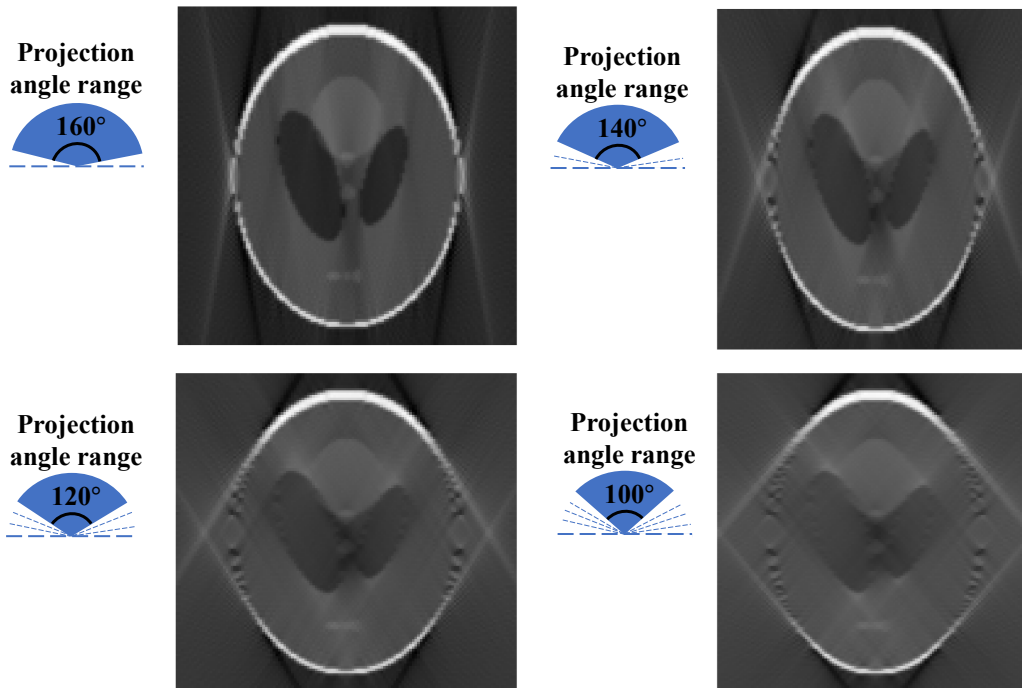 Projection
angle range
160°
Projection
angle range
140°
Projection
angle range
120°
Projection
angle range
100°